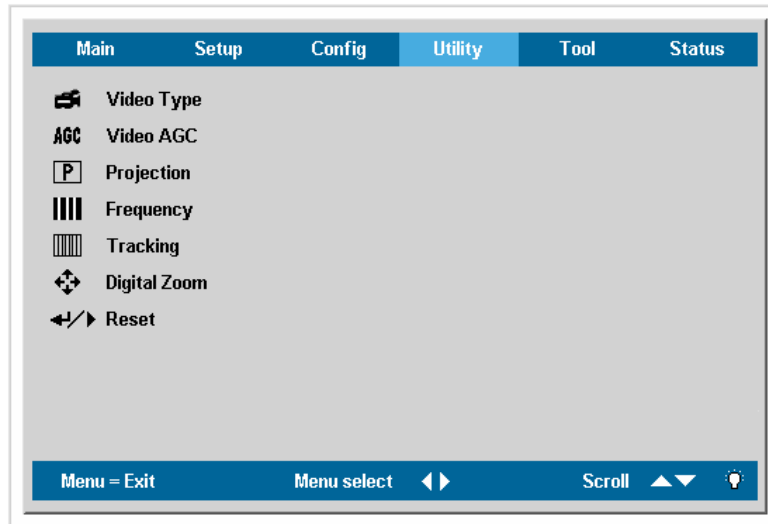 Main Setup Config Utility Tool Status
Video Type
AGC Video AGC
P Projection
Frequency
Tracking
Digital Zoom
Reset
Menu = Exit Menu select Scroll